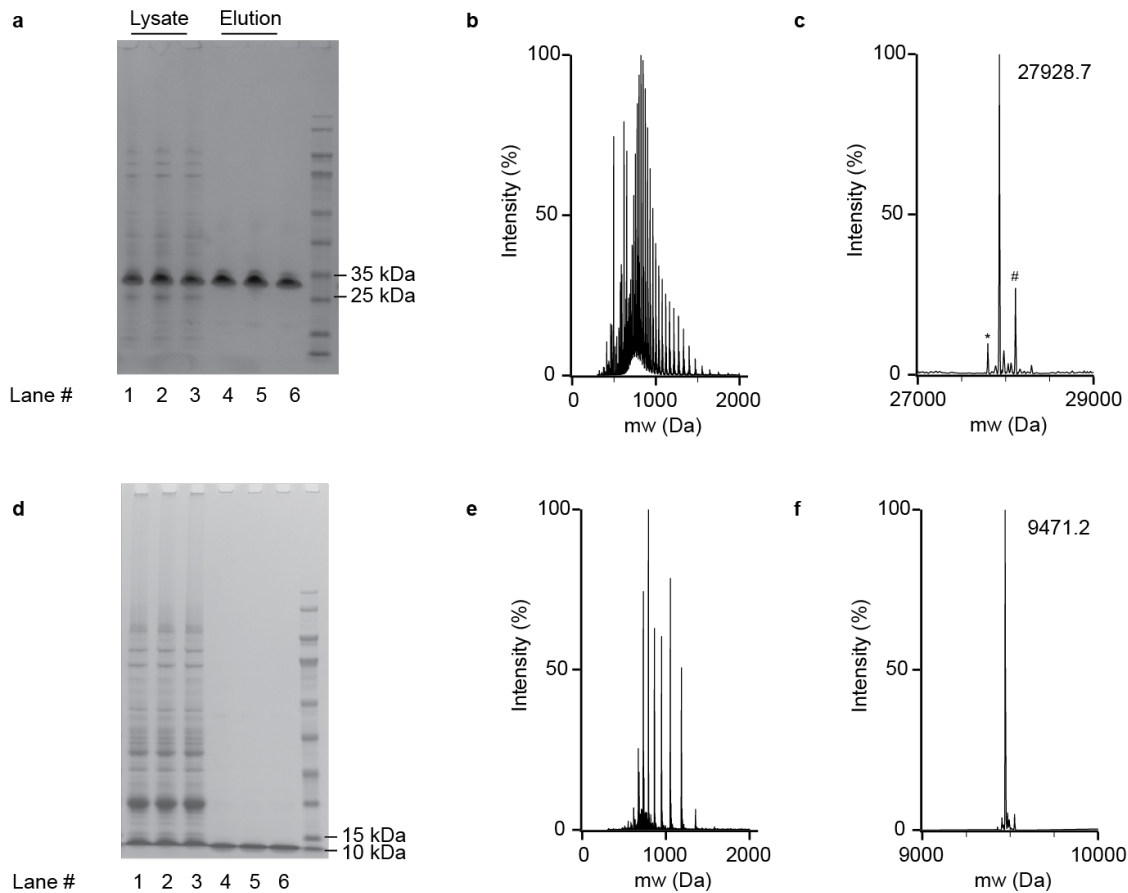 a
Lysate Elution
35 kDa
25 kDa
Lane # 1 2 3 4 5 6
b
100
50
0
Intensity (%)
0 1000 2000
mw (Da)
c
100
50
0
Intensity (%)
27928.7
*
#
27000 29000
mw (Da)
d
15 kDa
10 kDa
Lane # 1 2 3 4 5 6
e
100
50
0
Intensity (%)
0 1000 2000
mw (Da)
f
100
50
0
Intensity (%)
9471.2
9000 10000
mw (Da)